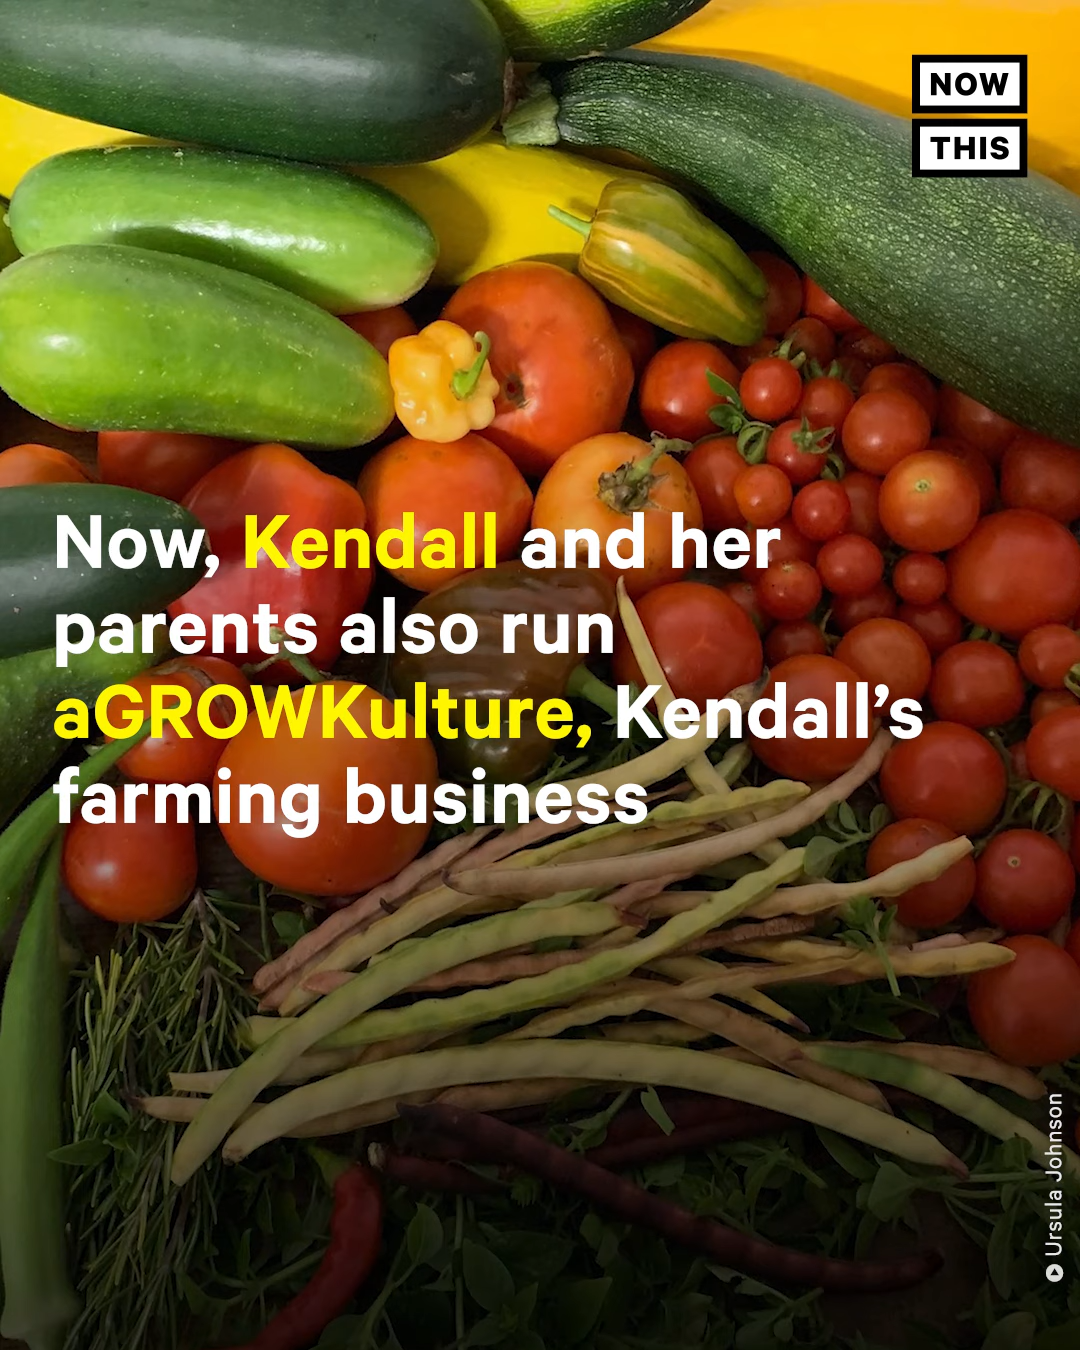 NOW
THIS
Now, Kendall and her
parents also run
aGROWKulture, Kendall’s
farming business
Ursula Johnson